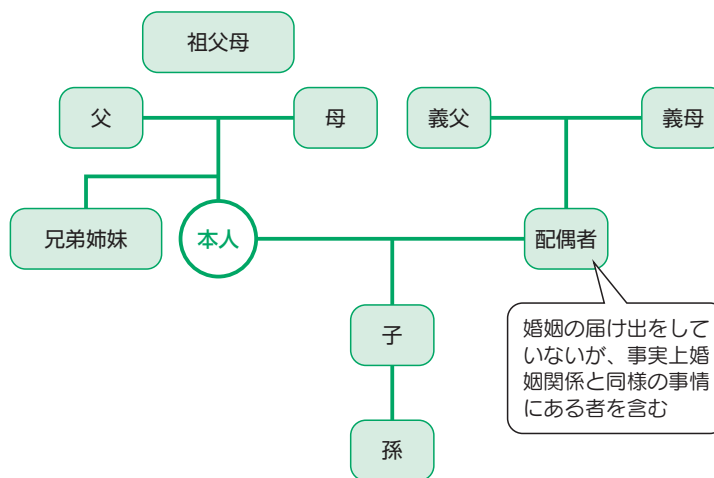 祖父母
父
母
義父
義母
兄弟姉妹
本人
配偶者
婚姻の届け出をして
いないが、事実上婚
姻関係と同様の事情
にある者を含む
子
孫